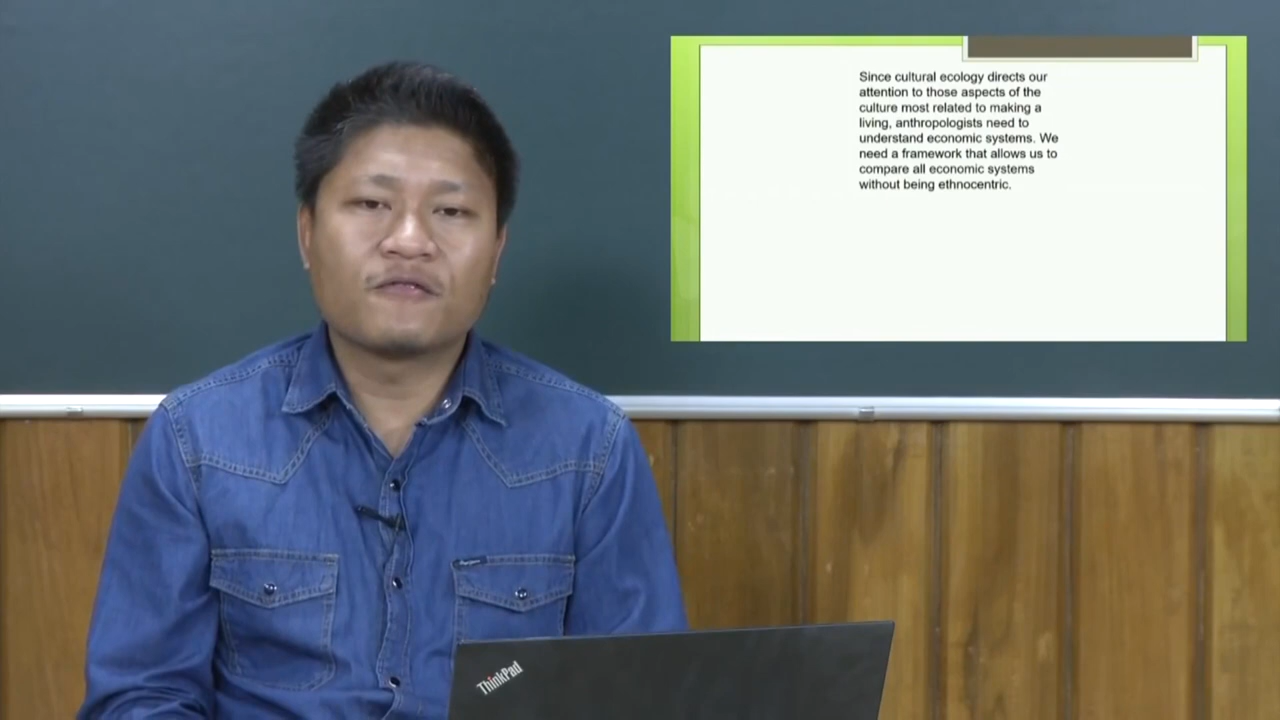 Since cultural ecology directs our
attention to those aspects of the
culture most related to making a
living, anthropologists need to
understand economic systems. We
need a framework that allows us to
compare all economic systems
without being ethnocentric.
ThinkPad